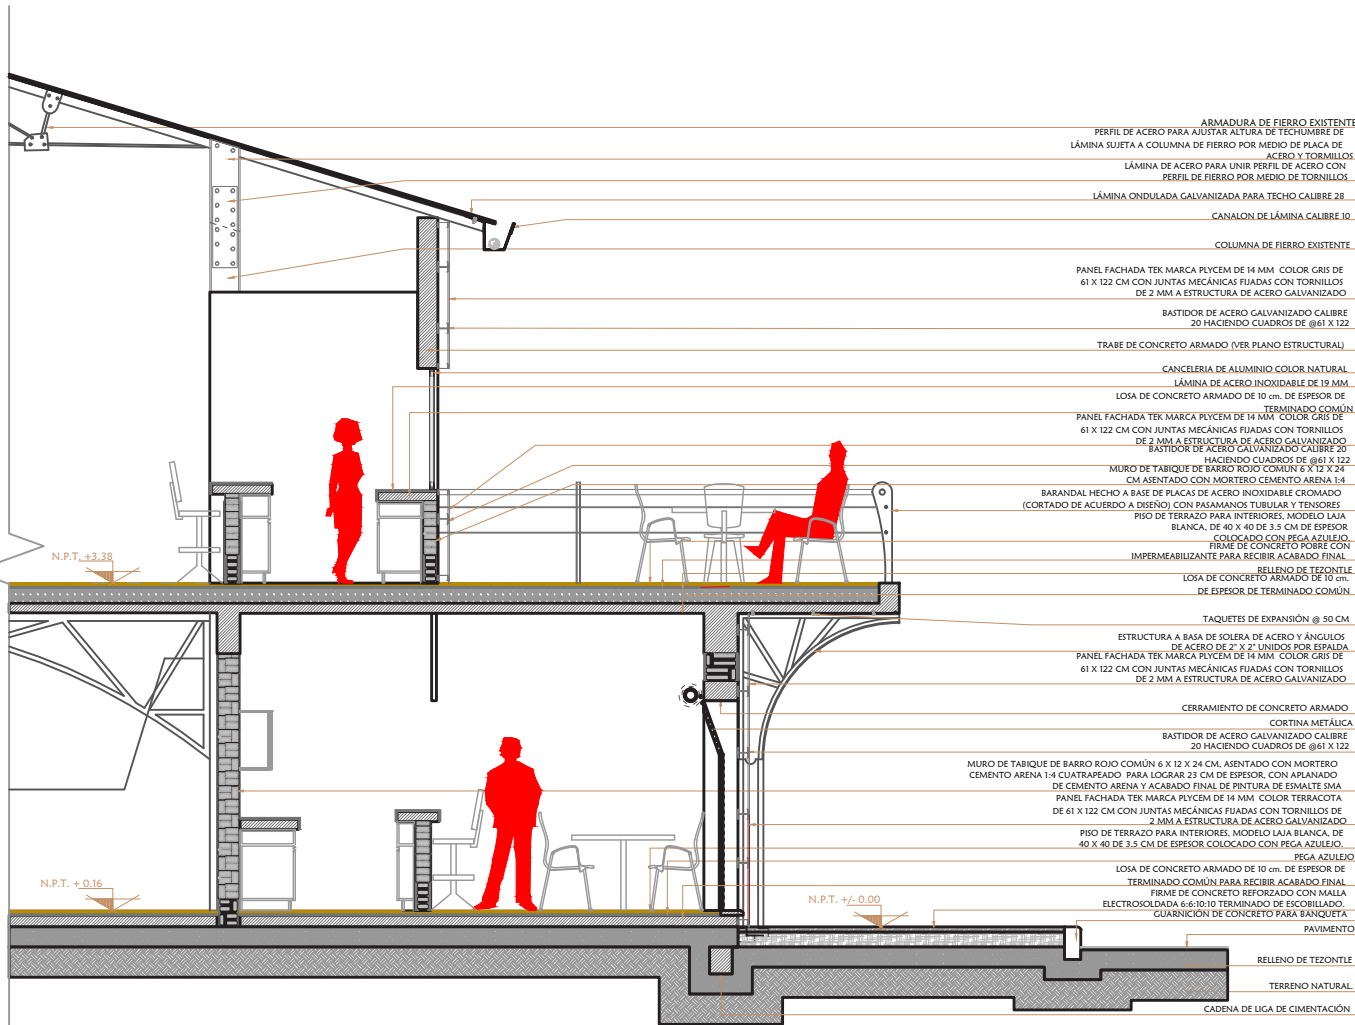 ARMADURA DE FIERRO EXISTENTE
PERFIL DE ACERO PARA AJUSTAR ALTURA DE TECHUMBRE DE
LÁMINA SUJETA A COLUMNA DE FIERRO POR MEDIO DE PLACA DE
ACERO Y TORMILLOS
LÁMINA DE ACERO PARA UNIR PERFIL DE ACERO CON
PERFIL DE FIERRO POR MEDIO DE TORNILLOS
LÁMINA ONDULADA GALVANIZADA PARA TECHO CALIBRE 28
CANALON DE LÁMINA CALIBRE 10
COLUMNA DE FIERRO EXISTENTE
PANEL FACHADA TEK MARCA PLYCEM DE 14 MM COLOR GRIS DE
61 X 122 CM CON JUNTAS MECÁNICAS FIJADAS CON TORNILLOS
DE 2 MM A ESTRUCTURA DE ACERO GALVANIZADO
BASTIDOR DE ACERO GALVANIZADO CALIBRE
20 HACIENDO CUADROS DE @61 X 122
TRABE DE CONCRETO ARMADO (VER PLANO ESTRUCTURAL)
CANCELERIA DE ALUMINIO COLOR NATURAL
LÁMINA DE ACERO INOXIDABLE DE 19 MM
LOSA DE CONCRETO ARMADO DE 10 cm. DE ESPESOR DE
TERMINADO COMÚN
PANEL FACHADA TEK MARCA PLYCEM DE 14 MM COLOR GRIS DE
61 X 122 CM CON JUNTAS MECÁNICAS FIJADAS CON TORNILLOS
DE 2 MM A ESTRUCTURA DE ACERO GALVANIZADO
BASTIDOR DE ACERO GALVANIZADO CALIBRE 20
HACIENDO CUADROS DE @61 X 122
MURO DE TABIQUE DE BARRO ROJO COMUN 6 X 12 X 24
CM ASENTADO CON MORTERO CEMENTO ARENA 1:4
BARANDAL HECHO A BASE DE PLACAS DE ACERO INOXIDABLE CROMADO
(CORTADO DE ACUERDO A DISEÑO) CON PASAMANOS TUBULAR Y TENSORES
PISO DE TERRAZO PARA INTERIORES, MODELO LAJA
BLANCA, DE 40 X 40 DE 3.5 CM DE ESPESOR
COLOCADO CON PEGA AZULEJO.
FIRME DE CONCRETO POBRE CON
IMPERMEABILIZANTE PARA RECIBIR ACABADO FINAL
N.P.T. +3.38
RELLENO DE TEZONTLE
LOSA DE CONCRETO ARMADO DE 10 cm.
DE ESPESOR DE TERMINADO COMÚN
TAQUETES DE EXPANSIÓN @ 50 CM
ESTRUCTURA A BASA DE SOLERA DE ACERO Y ÁNGULOS
DE ACERO DE 2" X 2" UNIDOS POR ESPALDA
PANEL FACHADA TEK MARCA PLYCEM DE 14 MM COLOR GRIS DE
61 X 122 CM CON JUNTAS MECÁNICAS FIJADAS CON TORNILLOS
DE 2 MM A ESTRUCTURA DE ACERO GALVANIZADO
CERRAMIENTO DE CONCRETO ARMADO
CORTINA METÁLICA
BASTIDOR DE ACERO GALVANIZADO CALIBRE
20 HACIENDO CUADROS DE @61 X 122
MURO DE TABIQUE DE BARRO ROJO COMÚN 6 X 12 X 24 CM, ASENTADO CON MORTERO
CEMENTO ARENA 1:4 CUATRAPEADO PARA LOGRAR 23 CM DE ESPESOR, CON APLANADO
DE CEMENTO ARENA Y ACABADO FINAL DE PINTURA DE ESMALTE SMA
PANEL FACHADA TEK MARCA PLYCEM DE 14 MM COLOR TERRACOTA
DE 61 X 122 CM CON JUNTAS MECÁNICAS FIJADAS CON TORNILLOS DE
2 MM A ESTRUCTURA DE ACERO GALVANIZADO
PISO DE TERRAZO PARA INTERIORES, MODELO LAJA BLANCA, DE
40 X 40 DE 3.5 CM DE ESPESOR COLOCADO CON PEGA AZULEJO.
PEGA AZULEJO
LOSA DE CONCRETO ARMADO DE 10 cm. DE ESPESOR DE
TERMINADO COMÚN PARA RECIBIR ACABADO FINAL
N.P.T. + 0.16
FIRME DE CONCRETO REFORZADO CON MALLA
ELECTROSOLDADA 6:6:10:10 TERMINADO DE ESCOBILLADO.
N.P.T. +/- 0.00
GUARNICIÓN DE CONCRETO PARA BANQUETA
PAVIMENTO
RELLENO DE TEZONTLE
TERRENO NATURAL
CADENA DE LIGA DE CIMENTACIÓN